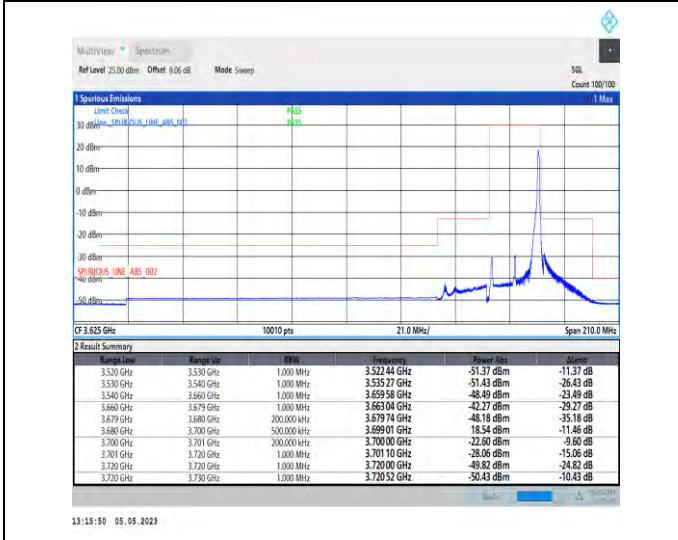 MultiView Spectrum
Ref Level 25.00 dBm Offset 9.06 dB Mode Sweep SGL
Count 100/100
1 Spurious Emissions 1 Max
Limit Check PASS
30 dBm Line _SPURIOUS_LINE_ABS_002 PASS
20 dBm
10 dBm
0 dBm
-10 dBm
-20 dBm
-30 dBm
_SPURIOUS_LINE_ABS_002
-40 dBm
-50 dBm
CF 3.625 GHz 10010 pts 21.0 MHz/ Span 210.0 MHz
2 Result Summary
Range Low Range Up RBW Frequency Power Abs ΔLimit
3.520 GHz 3.530 GHz 1.000 MHz 3.522 44 GHz -51.37 dBm -11.37 dB
3.530 GHz 3.540 GHz 1.000 MHz 3.535 27 GHz -51.43 dBm -26.43 dB
3.540 GHz 3.660 GHz 1.000 MHz 3.659 58 GHz -48.49 dBm -23.49 dB
3.660 GHz 3.679 GHz 1.000 MHz 3.663 04 GHz -42.27 dBm -29.27 dB
3.679 GHz 3.680 GHz 200.000 kHz 3.679 74 GHz -48.18 dBm -35.18 dB
3.680 GHz 3.700 GHz 500.000 kHz 3.699 01 GHz 18.54 dBm -11.46 dB
3.700 GHz 3.701 GHz 200.000 kHz 3.700 00 GHz -22.60 dBm -9.60 dB
3.701 GHz 3.720 GHz 1.000 MHz 3.701 10 GHz -28.06 dBm -15.06 dB
3.720 GHz 3.720 GHz 1.000 MHz 3.720 00 GHz -49.82 dBm -24.82 dB
3.720 GHz 3.730 GHz 1.000 MHz 3.720 52 GHz -50.43 dBm -10.43 dB
13:15:50 05.05.2023